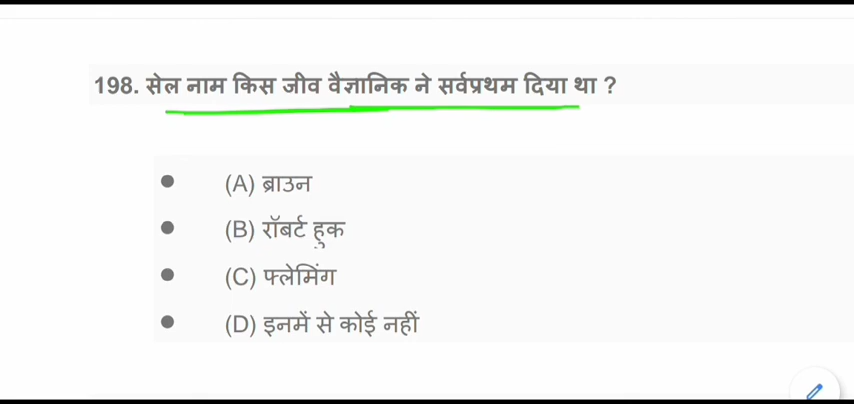 198. सेल नाम किस जीव वैज्ञानिक ने सर्वप्रथम दिया था ?
(A) ब्राउन
(B) रॉबर्ट हुक
(C) फ्लेमिंग
(D) इनमें से कोई नहीं